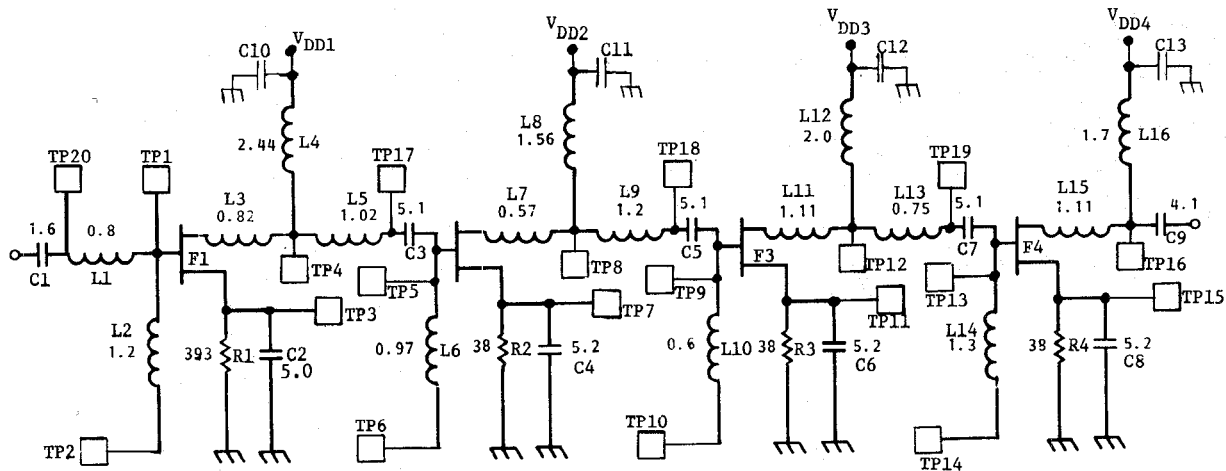 VDD1
C10
L4
2.44
TP20
TP1
TP17
L3
0.82
L5
1.02
5.1
C3
1.6
C1
0.8
L1
F1
TP4
TP5
TP3
L2
1.2
393
R1
C2
5.0
0.97
L6
TP2
TP6
VDD2
C11
L8
1.56
TP18
L7
0.57
L9
1.2
5.1
C5
TP8
TP9
TP7
38
R2
5.2
C4
0.6
L10
TP10
VDD3
C12
L12
2.0
TP19
L11
1.11
L13
0.75
5.1
C7
F3
TP12
TP13
TP11
38
R3
5.2
C6
L14
1.3
TP14
VDD4
C13
1.7
L16
L15
1.11
4.1
C9
F4
TP16
TP15
38
R4
5.2
C8